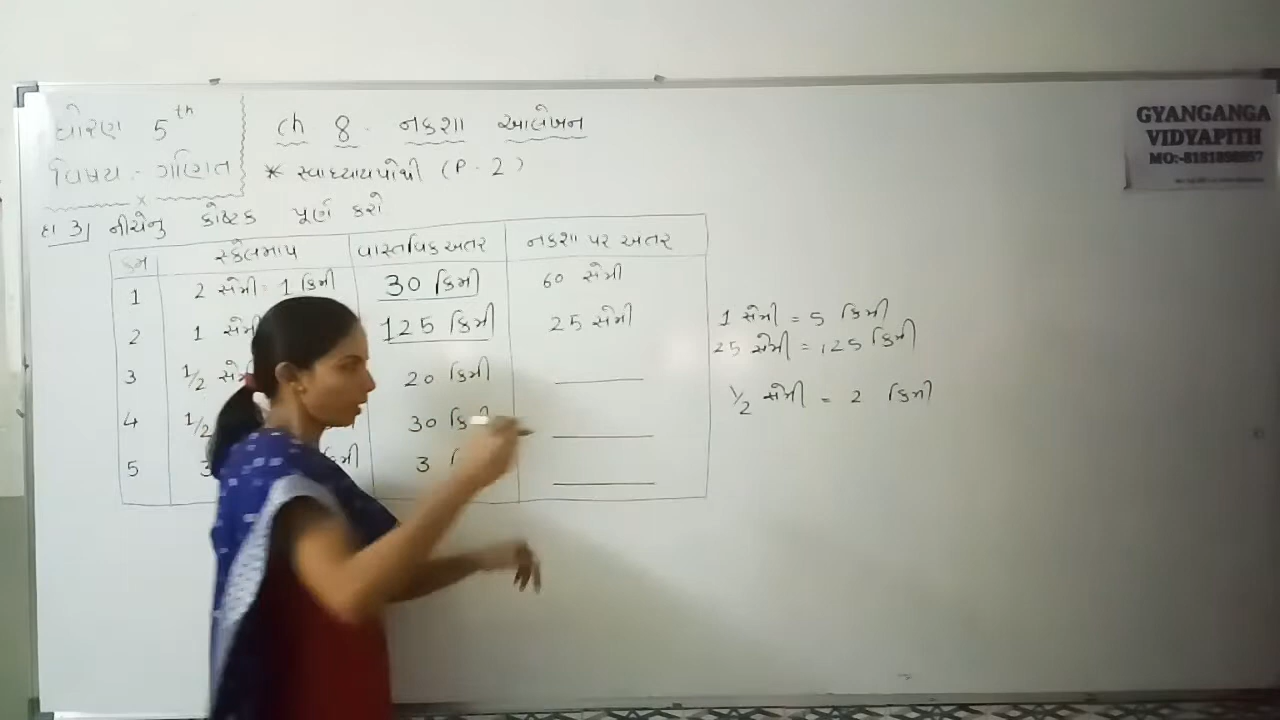 ધોરણ 5th
વિષય :- ગણિત
x
ch 8. નકશા આલેખન
* સ્વાધ્યાયપોથી (P. 2)
દા 3| નીચેનુ કોષ્ટક પૂર્ણ કરો
ક્રમ સ્કેલમાપ વાસ્તવિક અંતર નકશા પર અંતર
1 2 સેમી = 1 કિમી 30 કિમી 60 સેમી
2 1 સેમી 125 કિમી 25 સેમી
3 1/2 સેમી 20 કિમી
4 1/2 30 કિમી
5 3 કિમી 3
1 સેમી = 5 કિમી
25 સેમી = 125 કિમી
1/2 સેમી = 2 કિમી
GYANGANGA
VIDYAPITH